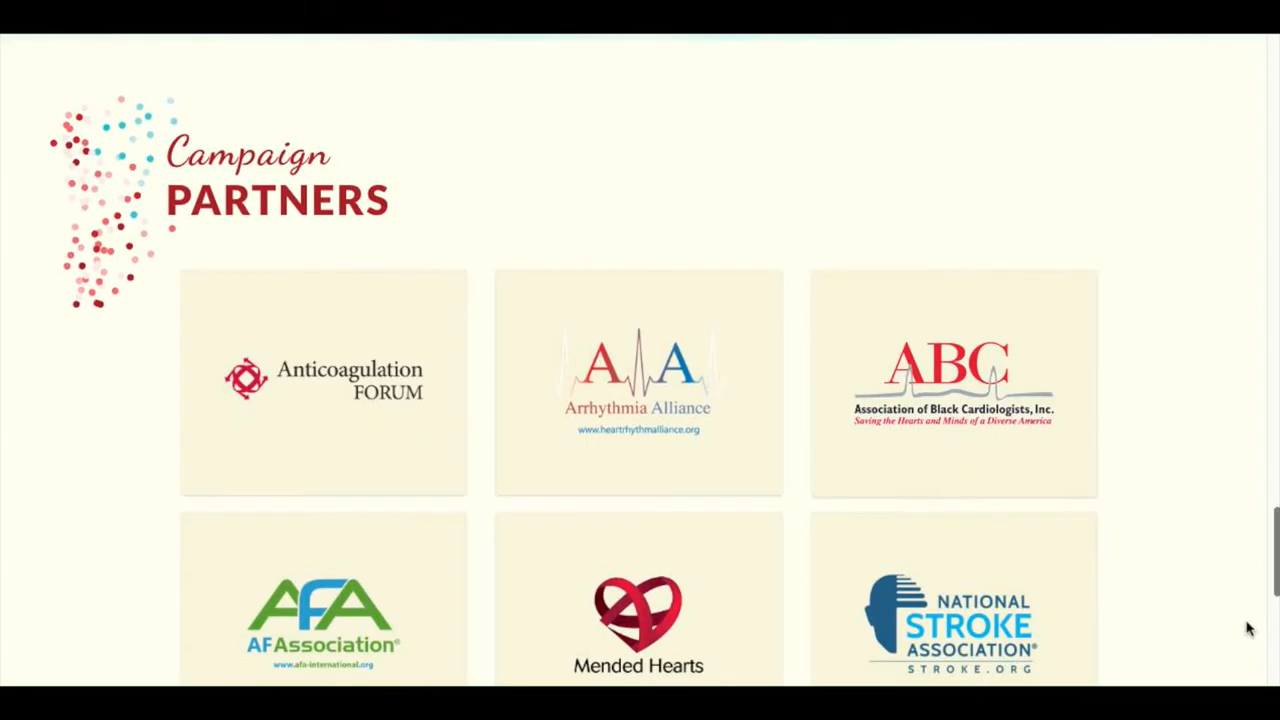 Campaign
PARTNERS
Anticoagulation
FORUM
A A
Arrhythmia Alliance
www.heartrhythmalliance.org
ABC
Association of Black Cardiologists, Inc.
Saving the Hearts and Minds of a Diverse America
AFA
AFAssociation®
www.afa-international.org
Mended Hearts
NATIONAL
STROKE
ASSOCIATION®
STROKE.ORG